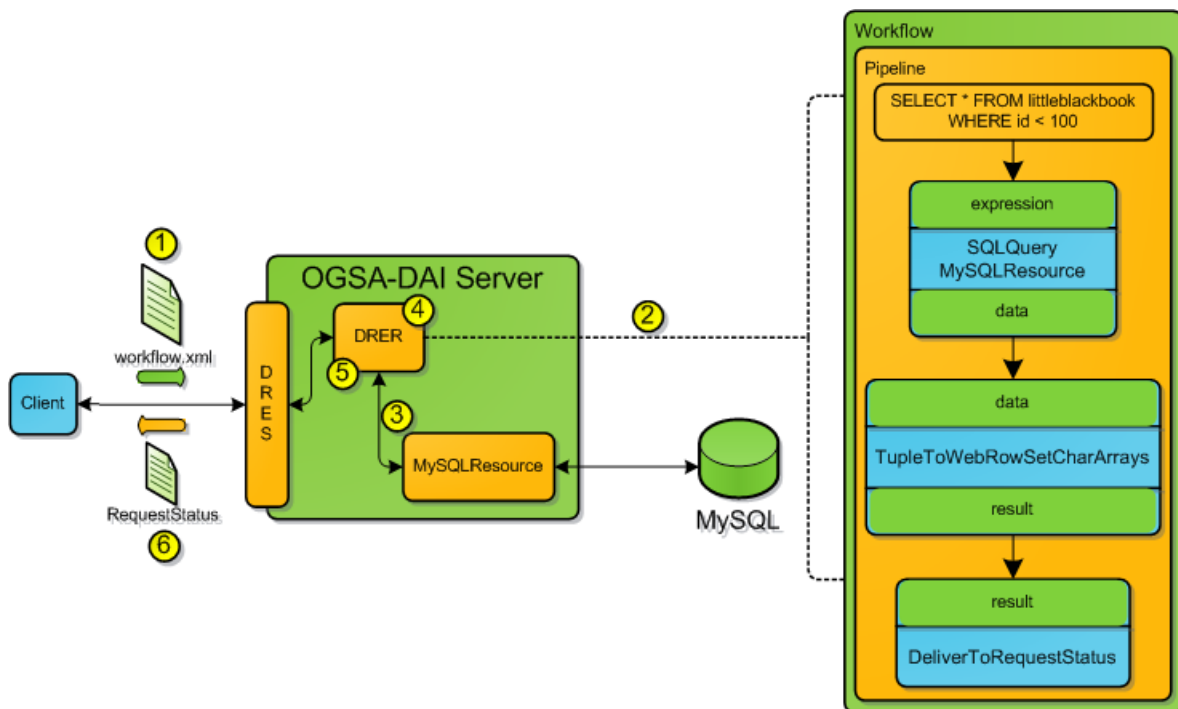 Workflow
Pipeline
SELECT * FROM littleblackbook
WHERE id < 100
expression
SQLQuery
MySQLResource
data
data
TupleToWebRowSetCharArrays
result
result
DeliverToRequestStatus
1
workflow.xml
Client
RequestStatus
6
OGSA-DAI Server
DRES
DRER
4
5
3
MySQLResource
2
MySQL